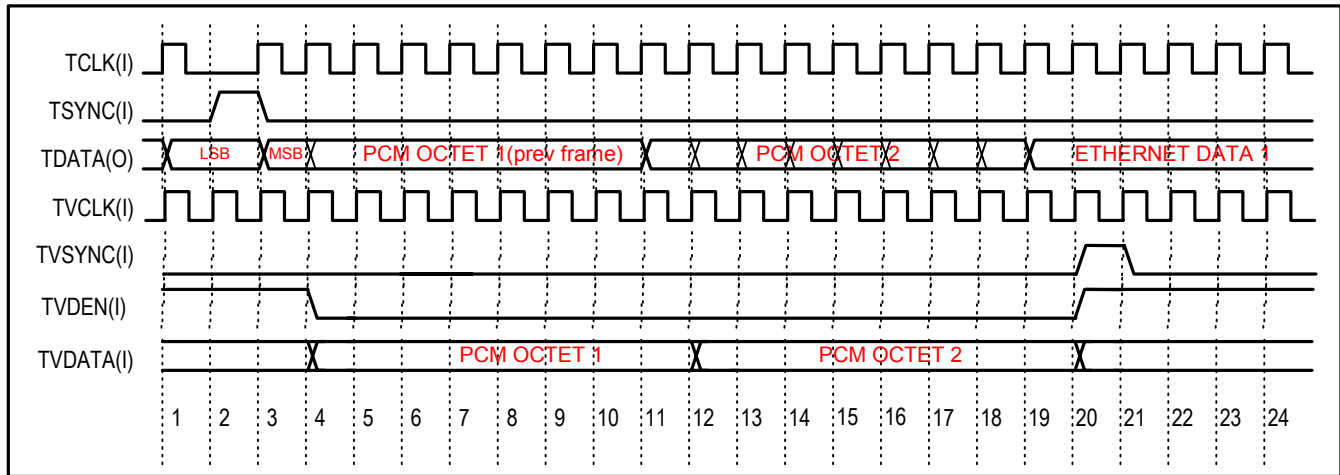 TCLK(I)
TSYNC(I)
TDATA(O) LSB MSB PCM OCTET 1(prev frame) PCM OCTET 2 ETHERNET DATA 1
TVCLK(I)
TVSYNC(I)
TVDEN(I)
TVDATA(I) PCM OCTET 1 PCM OCTET 2
1 2 3 4 5 6 7 8 9 10 11 12 13 14 15 16 17 18 19 20 21 22 23 24